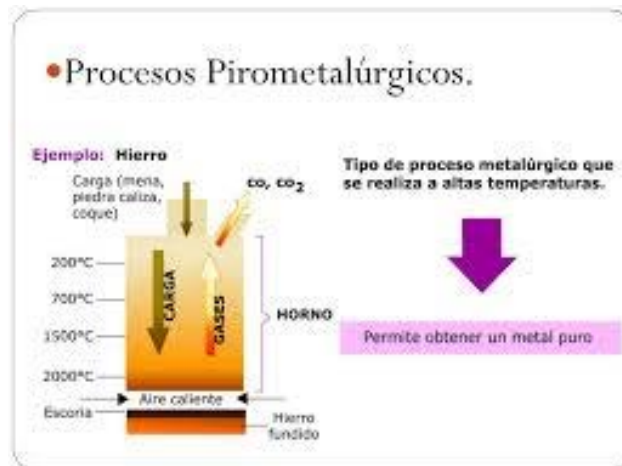 •Procesos Pirometalúrgicos.
Ejemplo: Hierro
Carga (mena,
piedra caliza,
coque)
co, co₂
200°C
700°C
1500°C
2000°C
CARGA
GASES
HORNO
Aire caliente
Escoria
Hierro
fundido
Tipo de proceso metalúrgico que
se realiza a altas temperaturas.
Permite obtener un metal puro